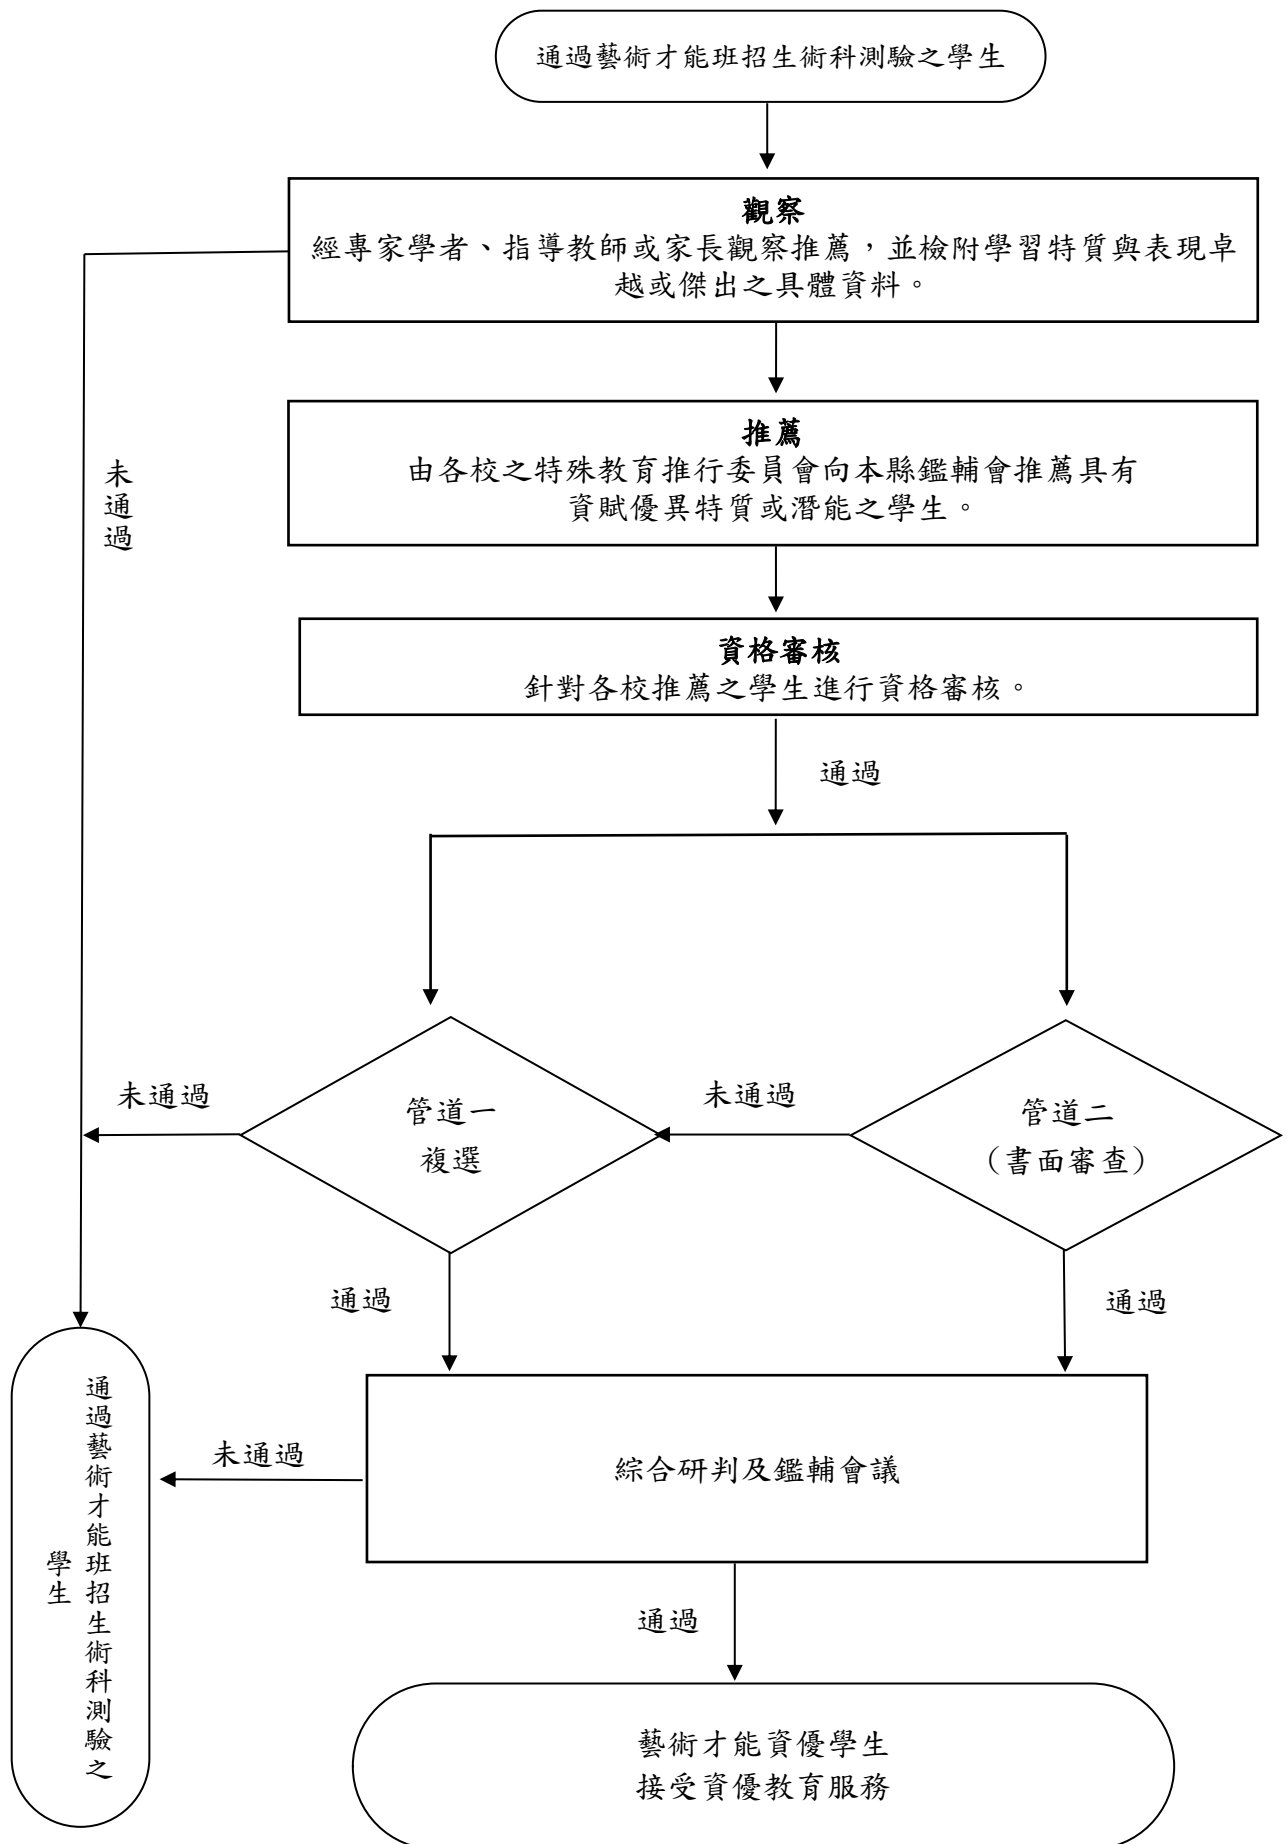 通過藝術才能班招生術科測驗之學生
觀察
經專家學者、指導教師或家長觀察推薦，並檢附學習特質與表現卓
越或傑出之具體資料。
未通過
推薦
由各校之特殊教育推行委員會向本縣鑑輔會推薦具有
資賦優異特質或潛能之學生。
資格審核
針對各校推薦之學生進行資格審核。
通過
未通過
管道一
複選
未通過
管道二
（書面審查）
通過
通過
通過藝術才能班招生術科測驗之
學生
未通過
綜合研判及鑑輔會議
通過
藝術才能資優學生
接受資優教育服務